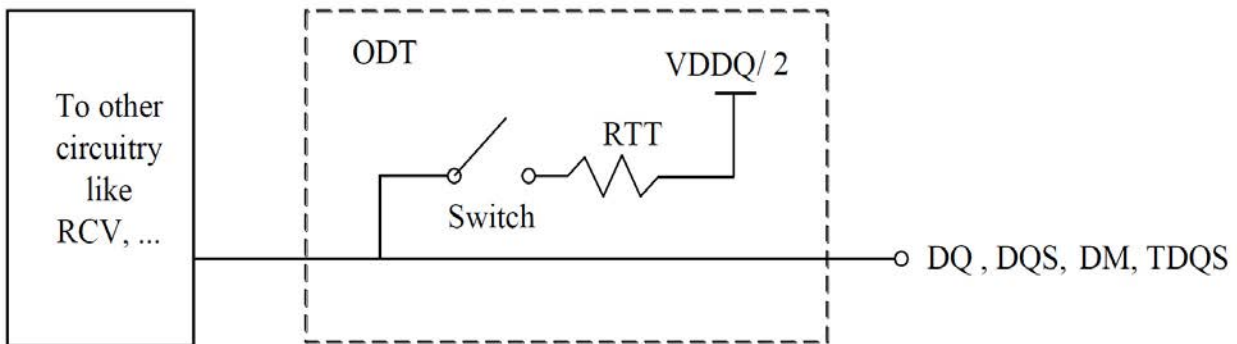 ODT
VDDQ/ 2
To other
circuitry
like
RCV, ...
RTT
Switch
DQ , DQS, DM, TDQS